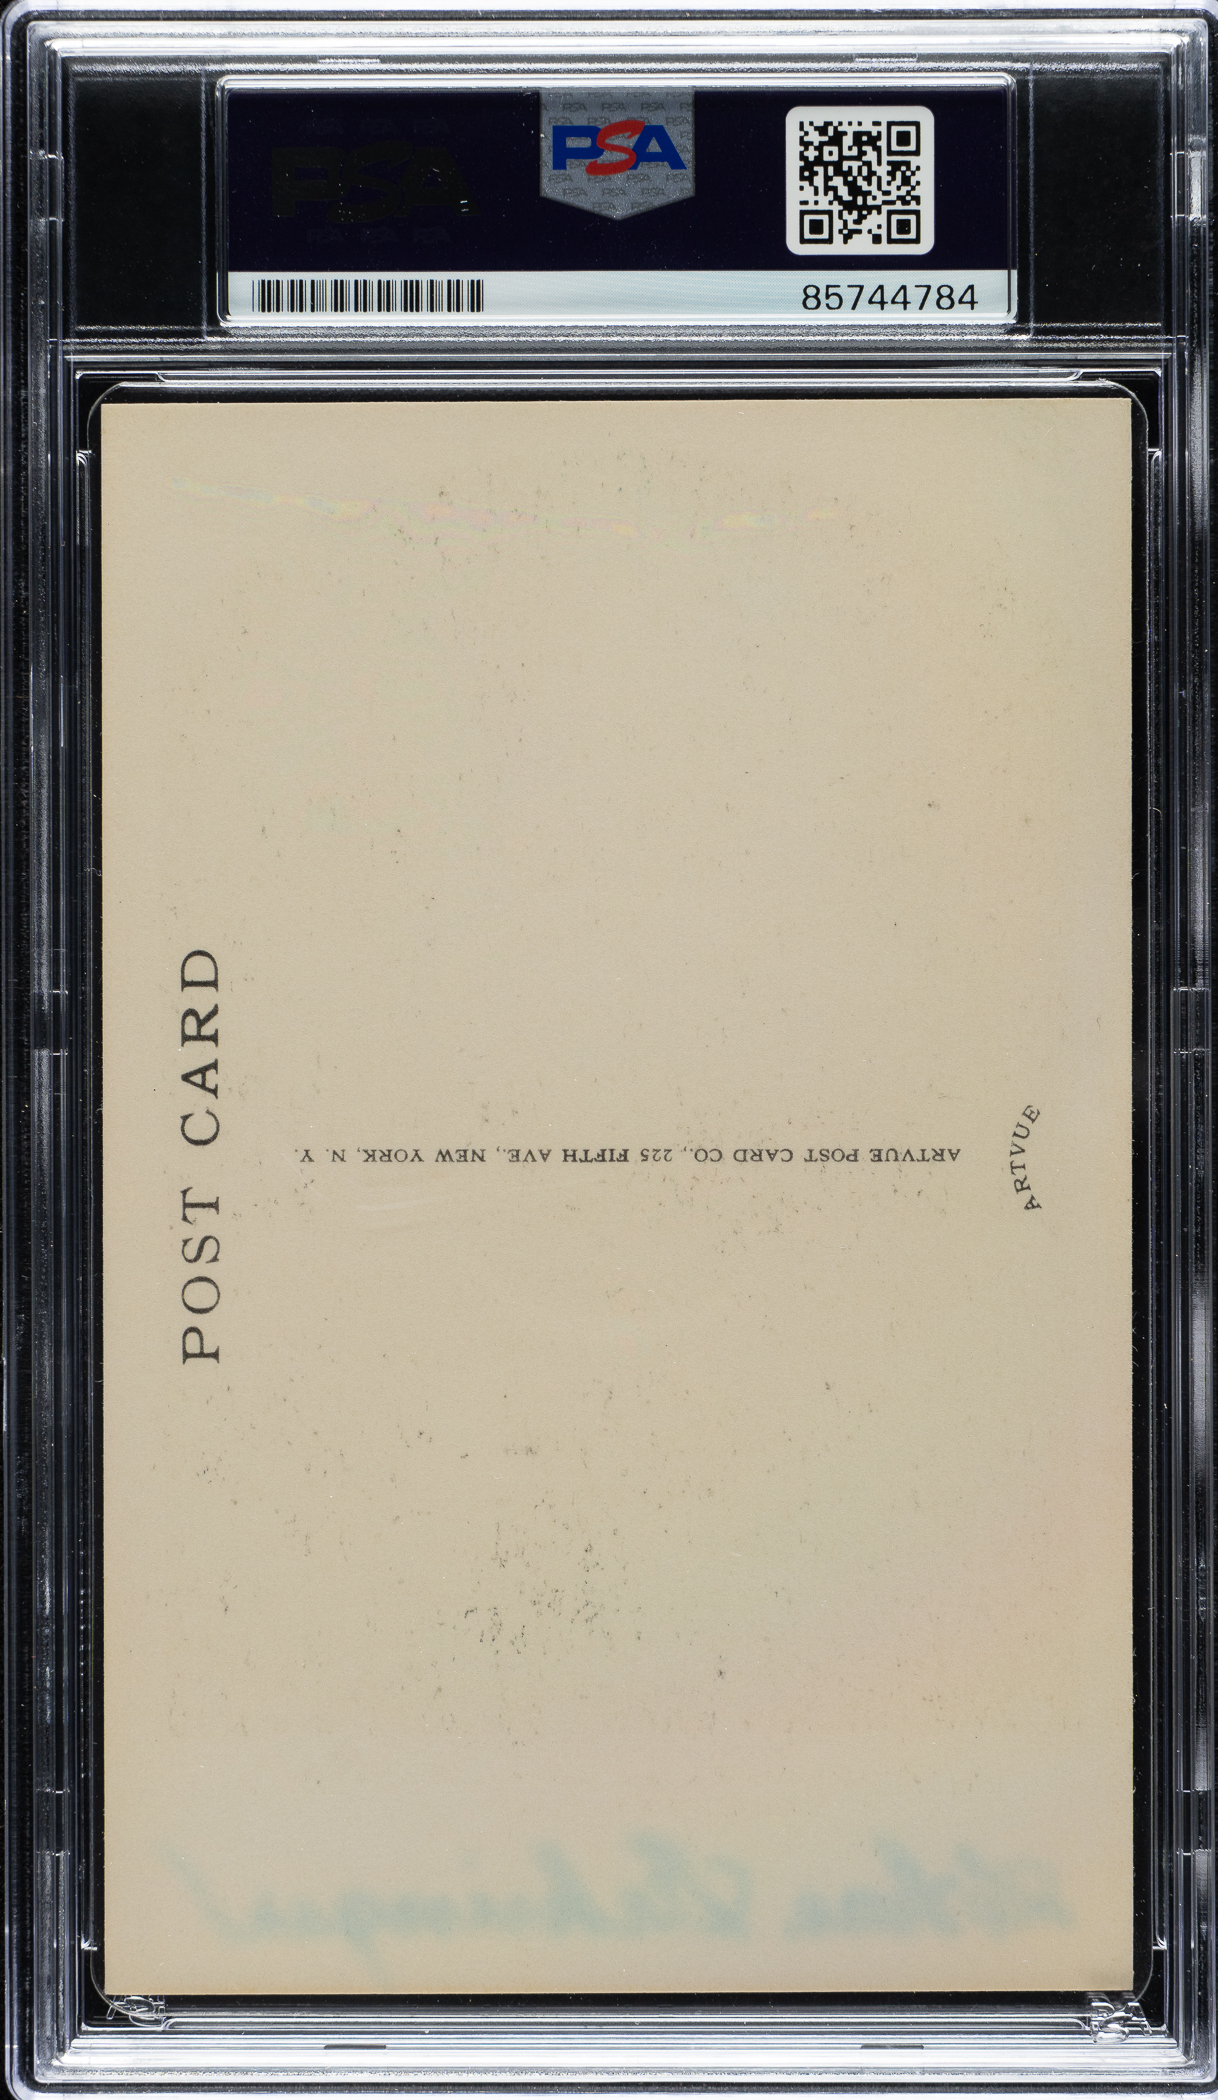 PSA
85744784
POST CARD
ARTVUE POST CARD CO., 225 FIFTH AVE., NEW YORK, N. Y.
ARTVUE